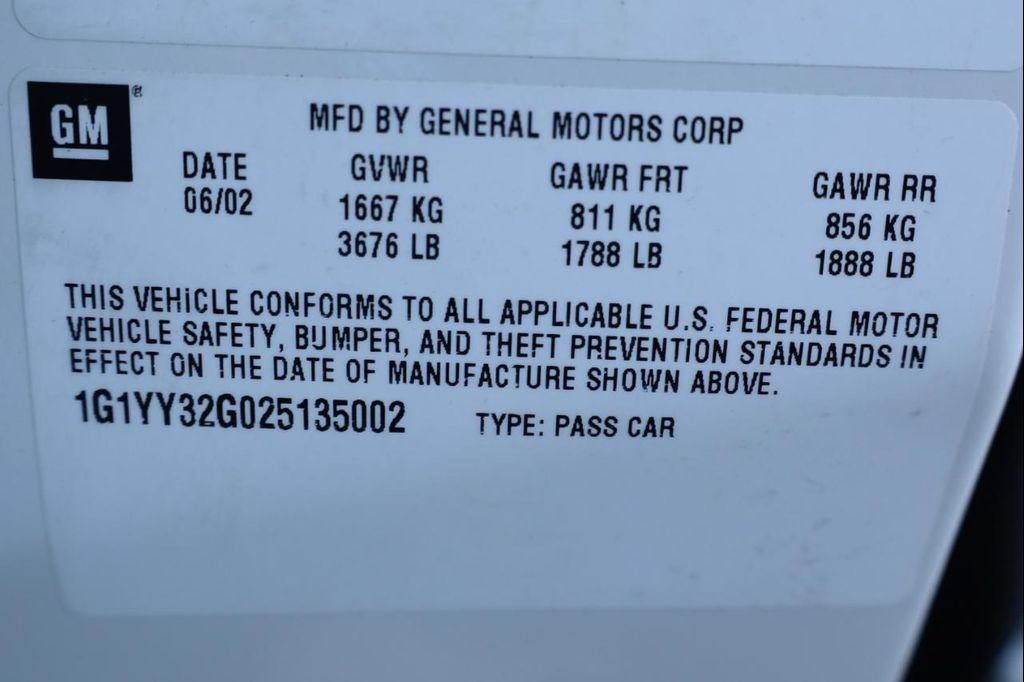 GM ®
MFD BY GENERAL MOTORS CORP
DATE GVWR GAWR FRT GAWR RR
06/02 1667 KG 811 KG 856 KG
3676 LB 1788 LB 1888 LB
THIS VEHICLE CONFORMS TO ALL APPLICABLE U.S. FEDERAL MOTOR
VEHICLE SAFETY, BUMPER, AND THEFT PREVENTION STANDARDS IN
EFFECT ON THE DATE OF MANUFACTURE SHOWN ABOVE.
1G1YY32G025135002 TYPE: PASS CAR